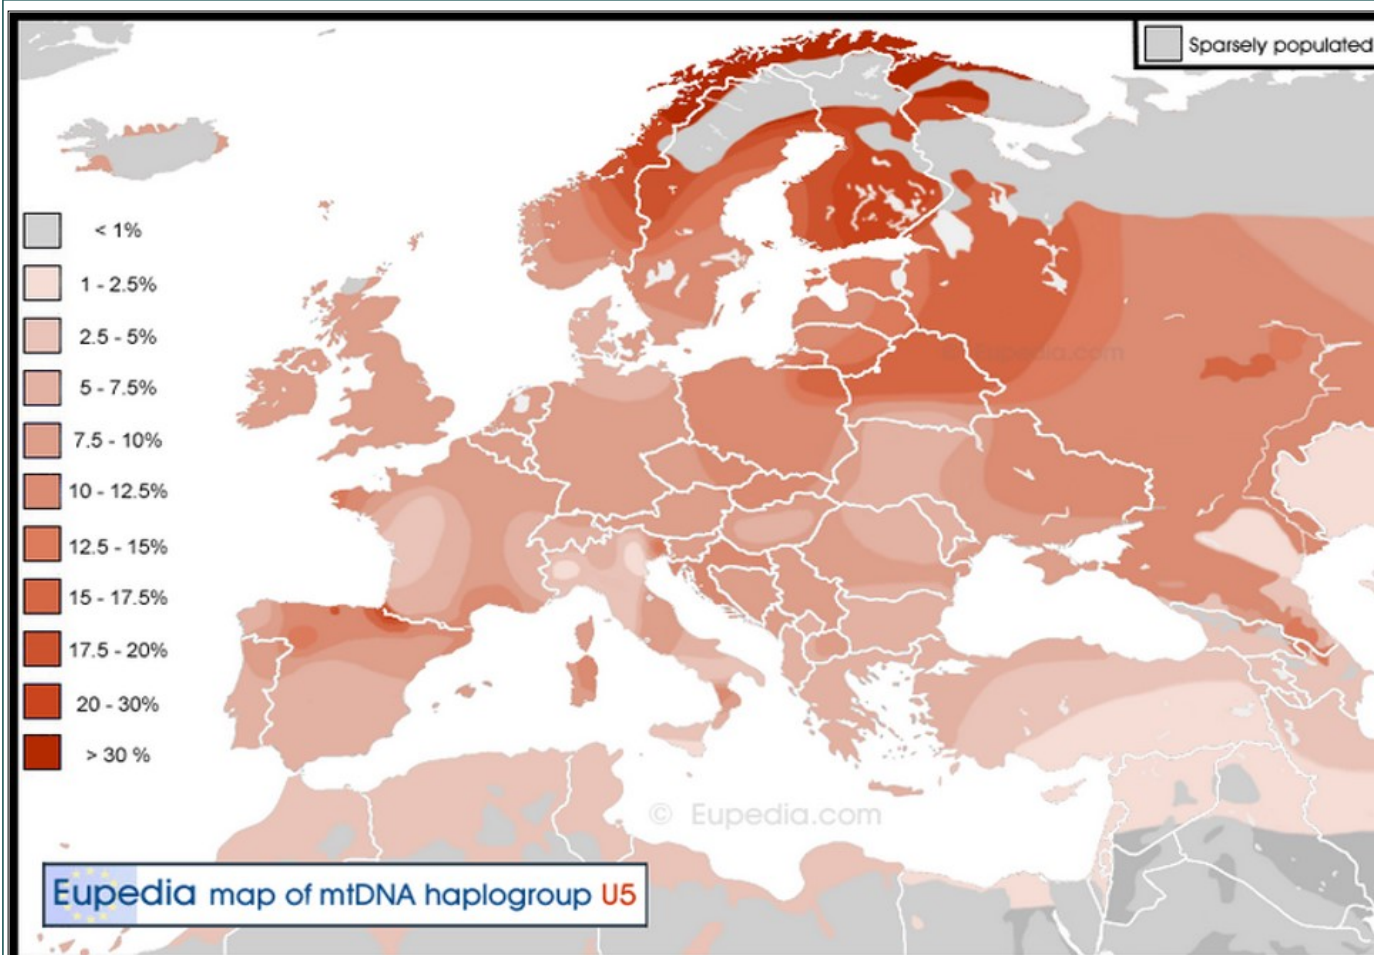 Sparsely populated
< 1%
1 - 2.5%
2.5 - 5%
5 - 7.5%
7.5 - 10%
10 - 12.5%
12.5 - 15%
15 - 17.5%
17.5 - 20%
20 - 30%
> 30 %
© Eupedia.com
© Eupedia.com
Eupedia map of mtDNA haplogroup U5